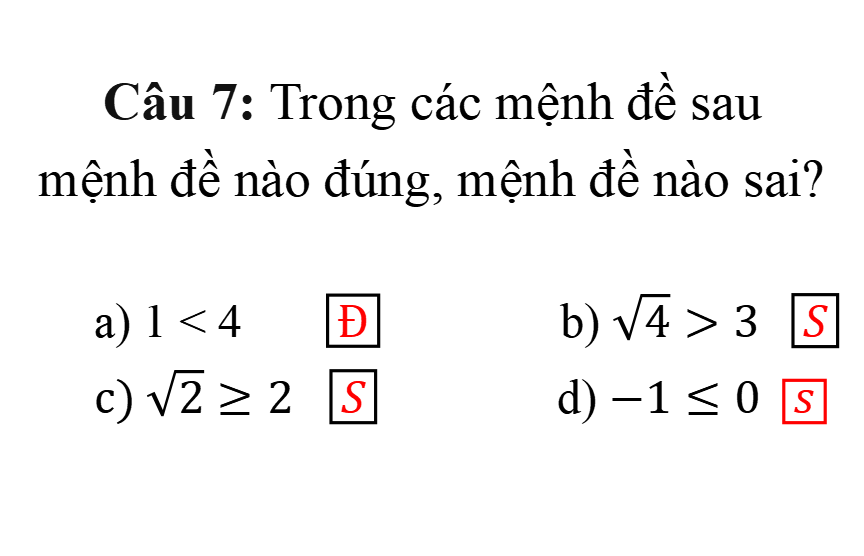 Câu 7: Trong các mệnh đề sau
mệnh đề nào đúng, mệnh đề nào sai?
a) 1 < 4 Đ b) √4 > 3 S
c) √2 ≥ 2 S d) −1 ≤ 0 s